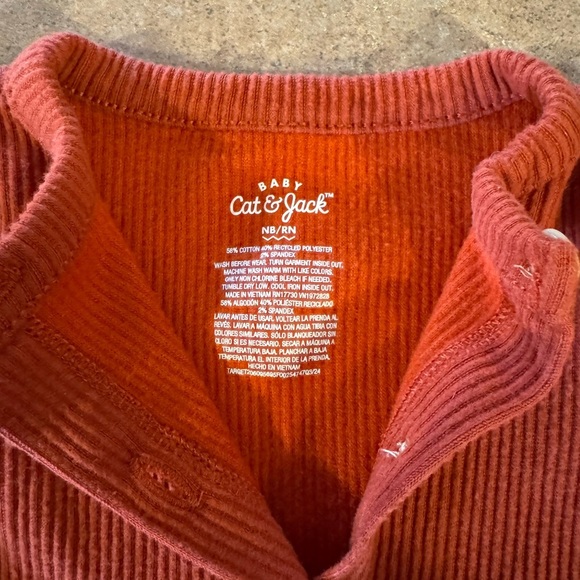 BABY
Cat & Jack™
NB/RN
58% COTTON 40% RECYCLED POLYESTER
2% SPANDEX
WASH BEFORE WEAR. TURN GARMENT INSIDE OUT.
MACHINE WASH WARM WITH LIKE COLORS.
ONLY NON CHLORINE BLEACH IF NEEDED.
TUMBLE DRY LOW. COOL IRON INSIDE OUT.
MADE IN VIETNAM RN17730 VN1972828
58% ALGODÓN 40% POLIÉSTER RECICLADO
2% SPANDEX
LAVAR ANTES DE USAR. VOLTEAR LA PRENDA AL
REVÉS. LAVAR A MÁQUINA CON AGUA TIBIA CON
COLORES SIMILARES. SÓLO BLANQUEADOR SIN
CLORO SI ES NECESARIO. SECAR A MÁQUINA A
TEMPERATURA BAJA. PLANCHAR A BAJA
TEMPERATURA EL INTERIOR DE LA PRENDA.
HECHO EN VIETNAM